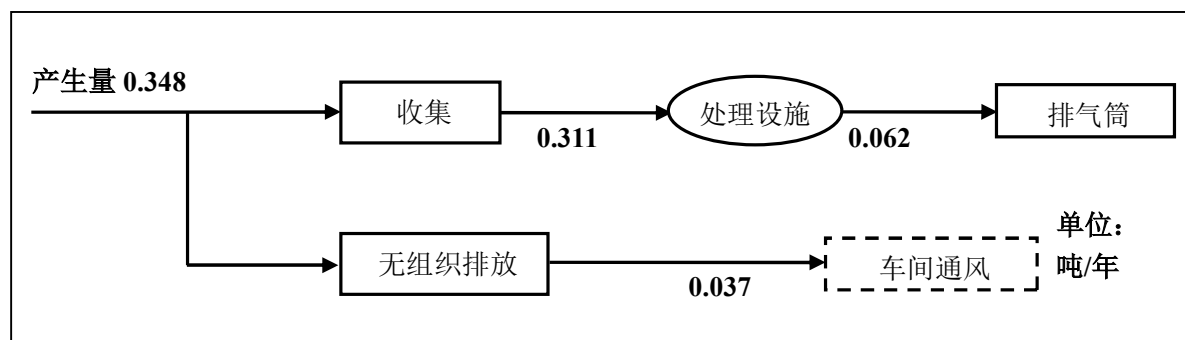 产生量 0.348
收集
0.311
处理设施
0.062
排气筒
无组织排放
0.037
车间通风
单位：
吨/年